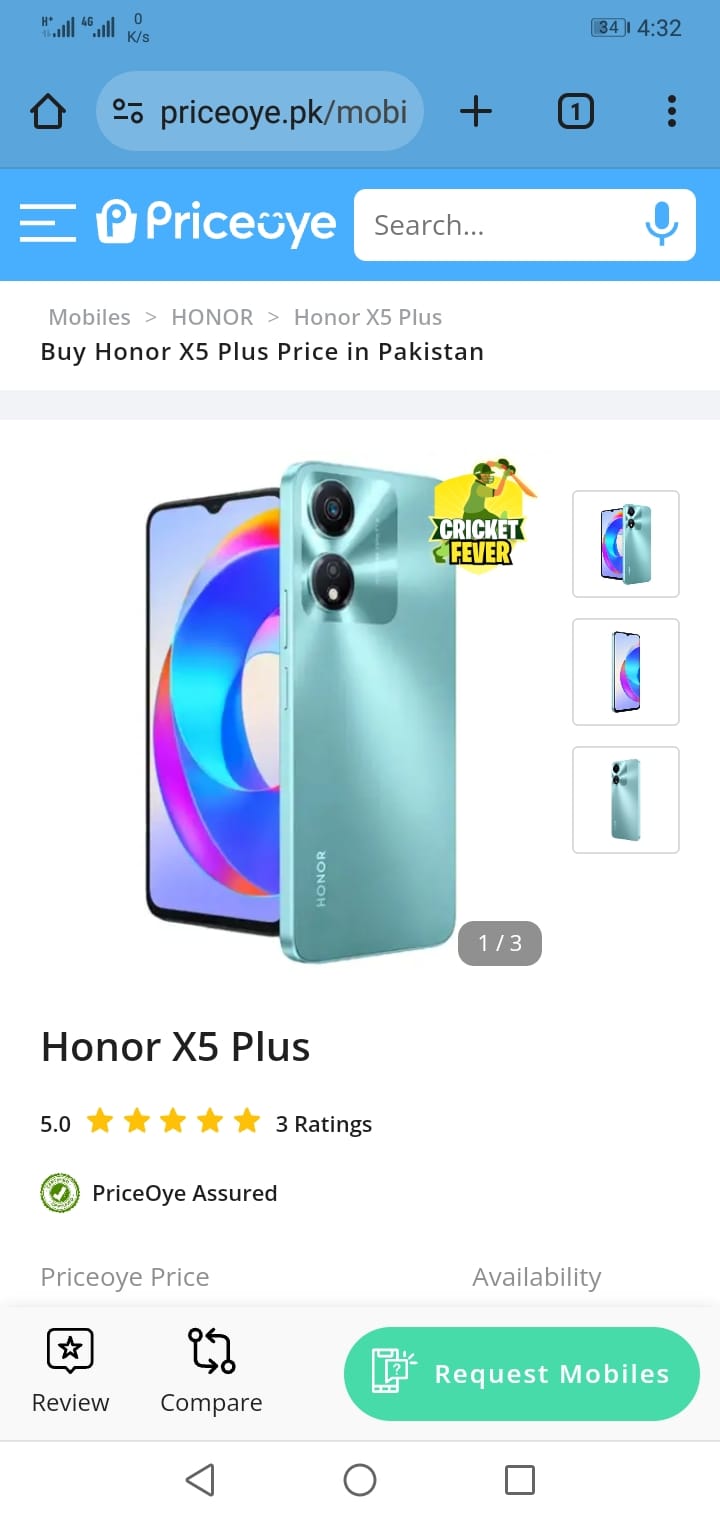 H+ 4G 0 K/s 34 4:32
priceoye.pk/mobi 1
Priceoye Search...
Mobiles > HONOR > Honor X5 Plus
Buy Honor X5 Plus Price in Pakistan
CRICKET
FEVER
HONOR
1 / 3
Honor X5 Plus
5.0 3 Ratings
PriceOye Assured
Priceoye Price Availability
Review Compare Request Mobiles